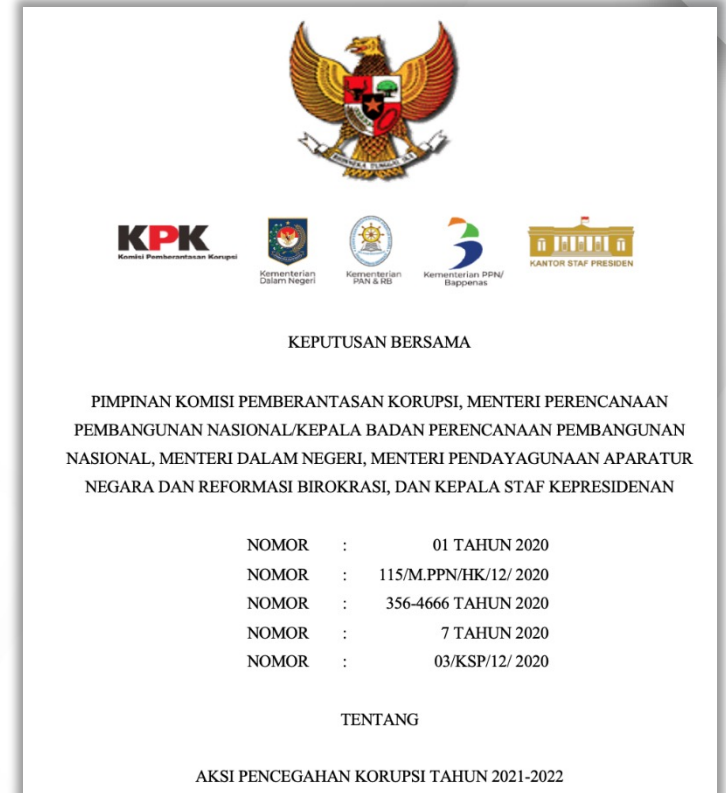 BHINNEKA TUNGGAL IKA
KPK
Komisi Pemberantasan Korupsi
Kementerian
Dalam Negeri
Kementerian
PAN & RB
Kementerian PPN/
Bappenas
KANTOR STAF PRESIDEN
KEPUTUSAN BERSAMA
PIMPINAN KOMISI PEMBERANTASAN KORUPSI, MENTERI PERENCANAAN
PEMBANGUNAN NASIONAL/KEPALA BADAN PERENCANAAN PEMBANGUNAN
NASIONAL, MENTERI DALAM NEGERI, MENTERI PENDAYAGUNAAN APARATUR
NEGARA DAN REFORMASI BIROKRASI, DAN KEPALA STAF KEPRESIDENAN
NOMOR : 01 TAHUN 2020
NOMOR : 115/M.PPN/HK/12/ 2020
NOMOR : 356-4666 TAHUN 2020
NOMOR : 7 TAHUN 2020
NOMOR : 03/KSP/12/ 2020
TENTANG
AKSI PENCEGAHAN KORUPSI TAHUN 2021-2022